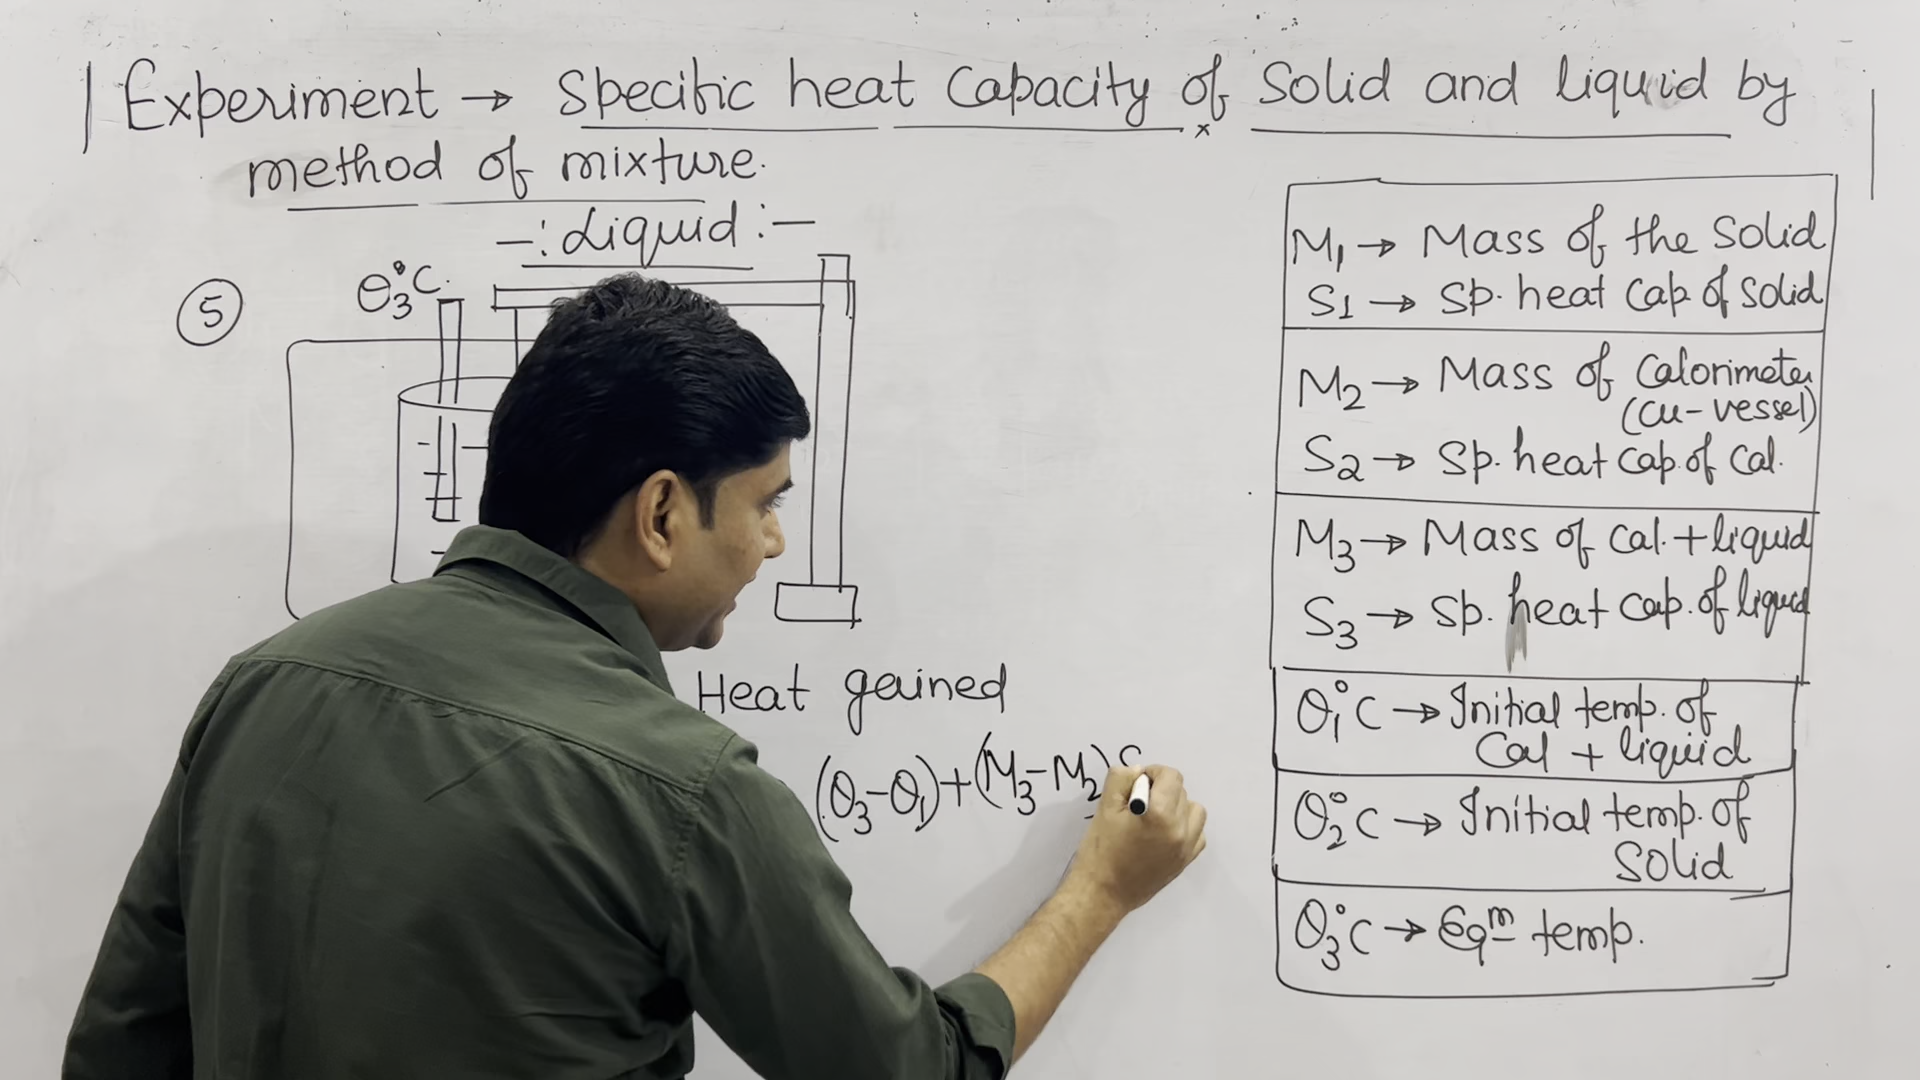 Experiment → Specific heat Capacity of Solid and liquid by
method of mixture.
-: Liquid :-
5
θ₃°C.
Heat gained
(θ₃-θ₁)+(M₃-M₂)S
M₁ → Mass of the Solid
S1 → Sp. heat Cap. of Solid
M₂ → Mass of Calorimeter
(Cu-vessel)
S₂ → Sp. heat Cap. of Cal.
M₃ → Mass of Cal. + liquid
S₃ → Sp. heat Cap. of liquid
θ₁°C → Initial temp. of
Cal + liquid
θ₂°C → Initial temp. of
Solid
θ₃°C → Eqm temp.